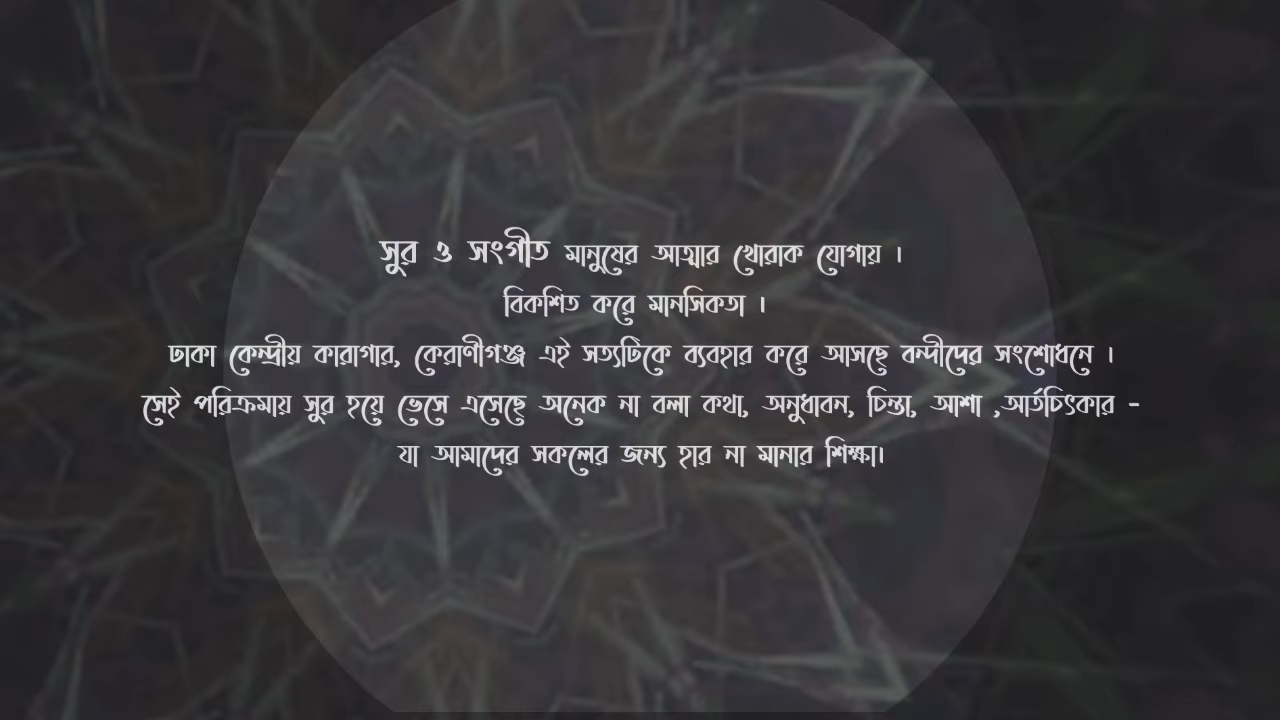 সুর ও সংগীত মানুষের আত্মার খোরাক যোগায় ।
বিকশিত করে মানসিকতা ।
ঢাকা কেন্দ্রীয় কারাগার, কেরাণীগঞ্জ এই সত্যটিকে ব্যবহার করে আসছে বন্দীদের সংশোধনে ।
সেই পরিক্রমায় সুর হয়ে ভেসে এসেছে অনেক না বলা কথা, অনুধাবন, চিন্তা, আশা ,আর্তচিৎকার -
যা আমাদের সকলের জন্য হার না মানার শিক্ষা।